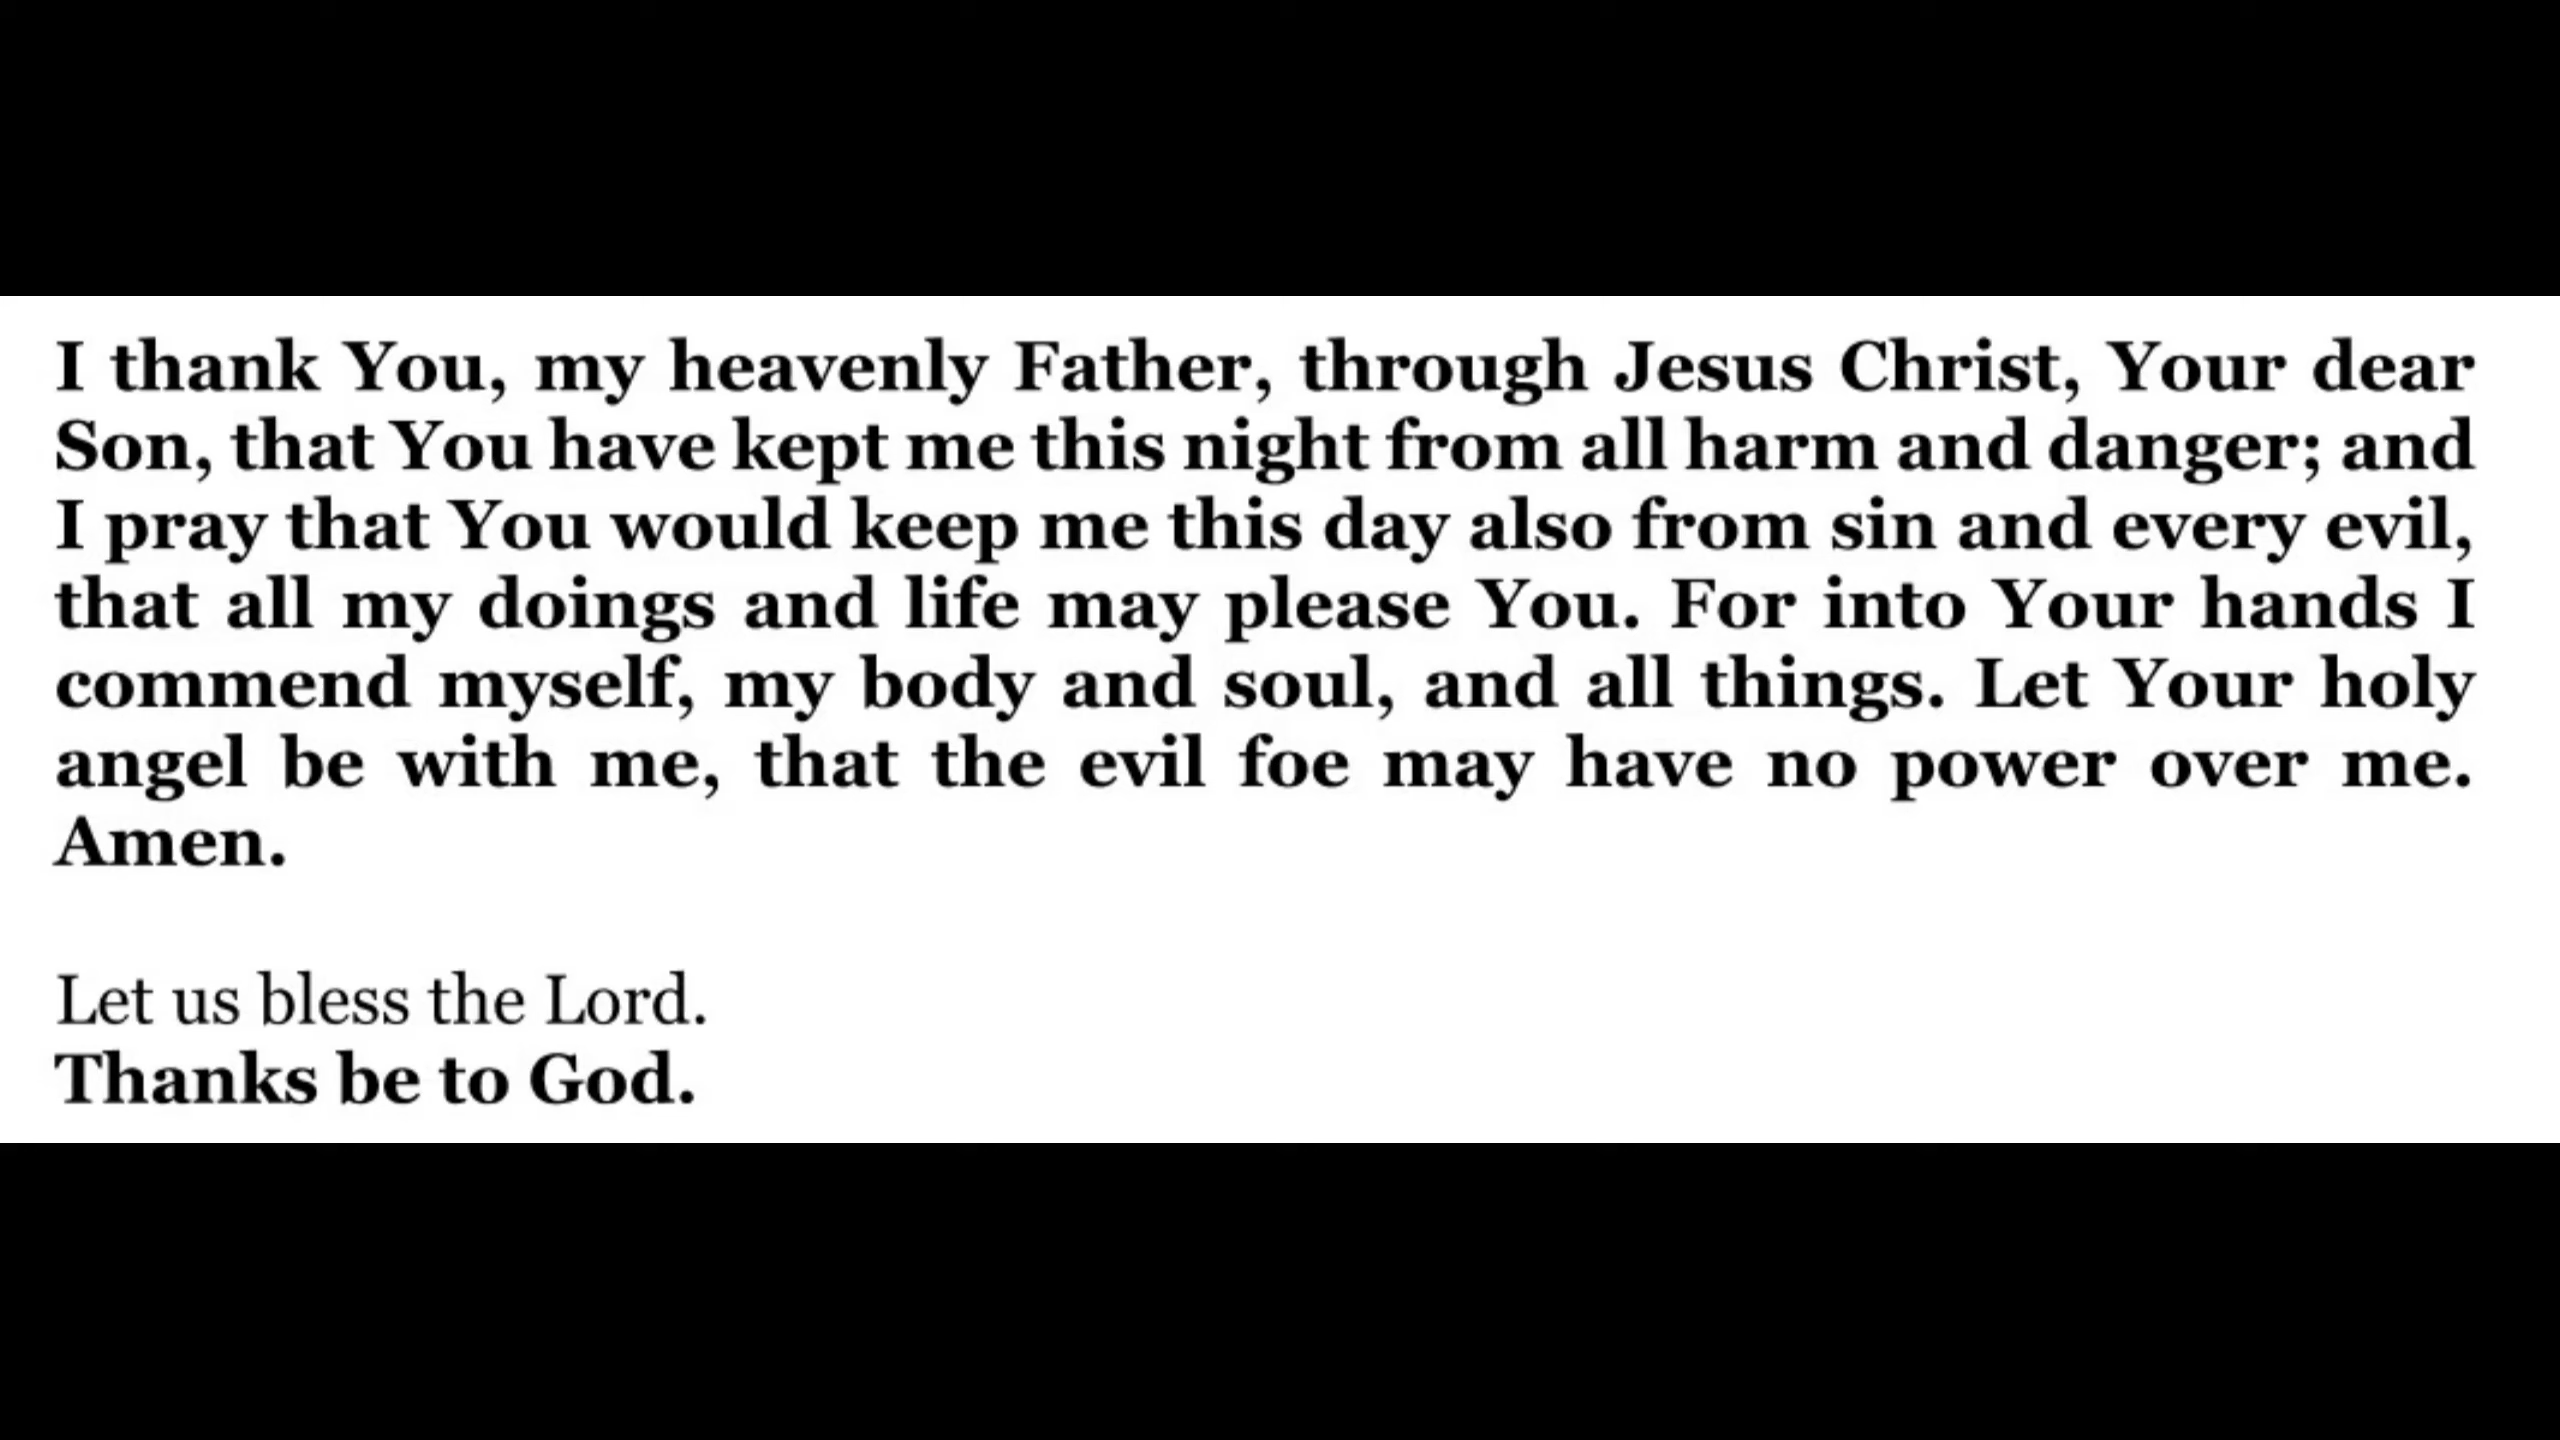 I thank You, my heavenly Father, through Jesus Christ, Your dear
Son, that You have kept me this night from all harm and danger; and
I pray that You would keep me this day also from sin and every evil,
that all my doings and life may please You. For into Your hands I
commend myself, my body and soul, and all things. Let Your holy
angel be with me, that the evil foe may have no power over me.
Amen.
Let us bless the Lord.
Thanks be to God.